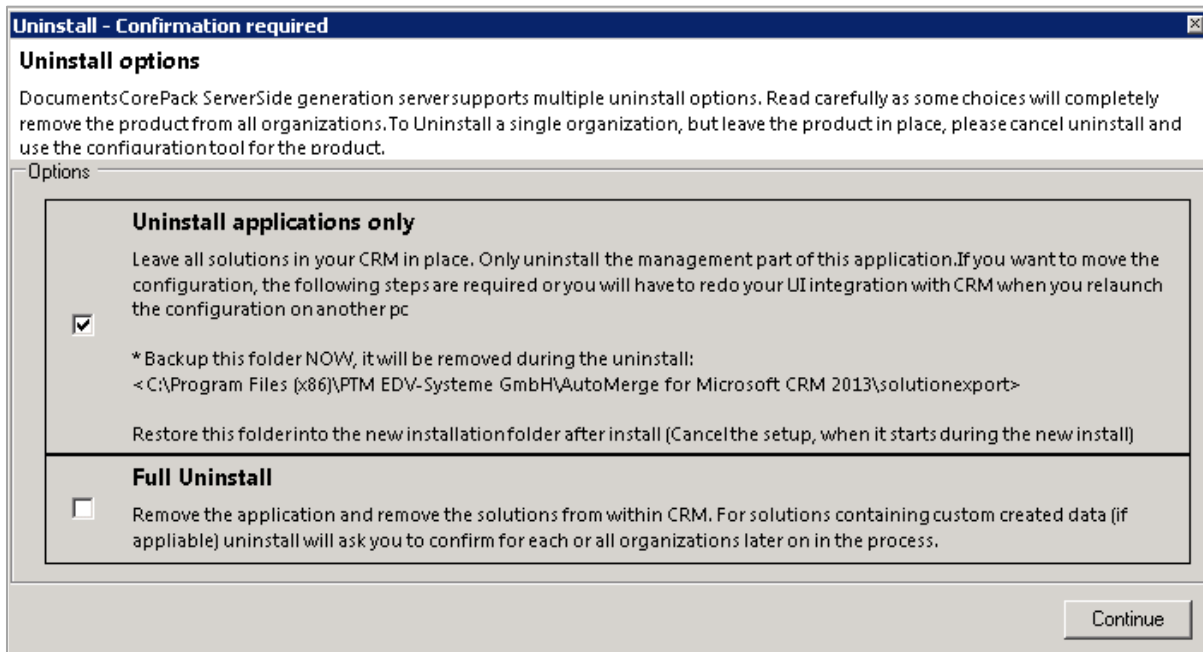 Uninstall - Confirmation required
Uninstall options
DocumentsCorePack ServerSide generation server supports multiple uninstall options. Read carefully as some choices will completely
remove the product from all organizations.To Uninstall a single organization, but leave the product in place, please cancel uninstall and
use the configuration tool for the product.
Options
Uninstall applications only
Leave all solutions in your CRM in place. Only uninstall the management part of this application.If you want to move the
configuration, the following steps are required or you will have to redo your UI integration with CRM when you relaunch
the configuration on another pc
* Backup this folder NOW, it will be removed during the uninstall:
<C:\Program Files (x86)\PTM EDV-Systeme GmbH\AutoMerge for Microsoft CRM 2013\solutionexport>
Restore this folder into the new installation folder after install (Cancel the setup, when it starts during the new install)
Full Uninstall
Remove the application and remove the solutions from within CRM. For solutions containing custom created data (if
appliable) uninstall will ask you to confirm for each or all organizations later on in the process.
Continue